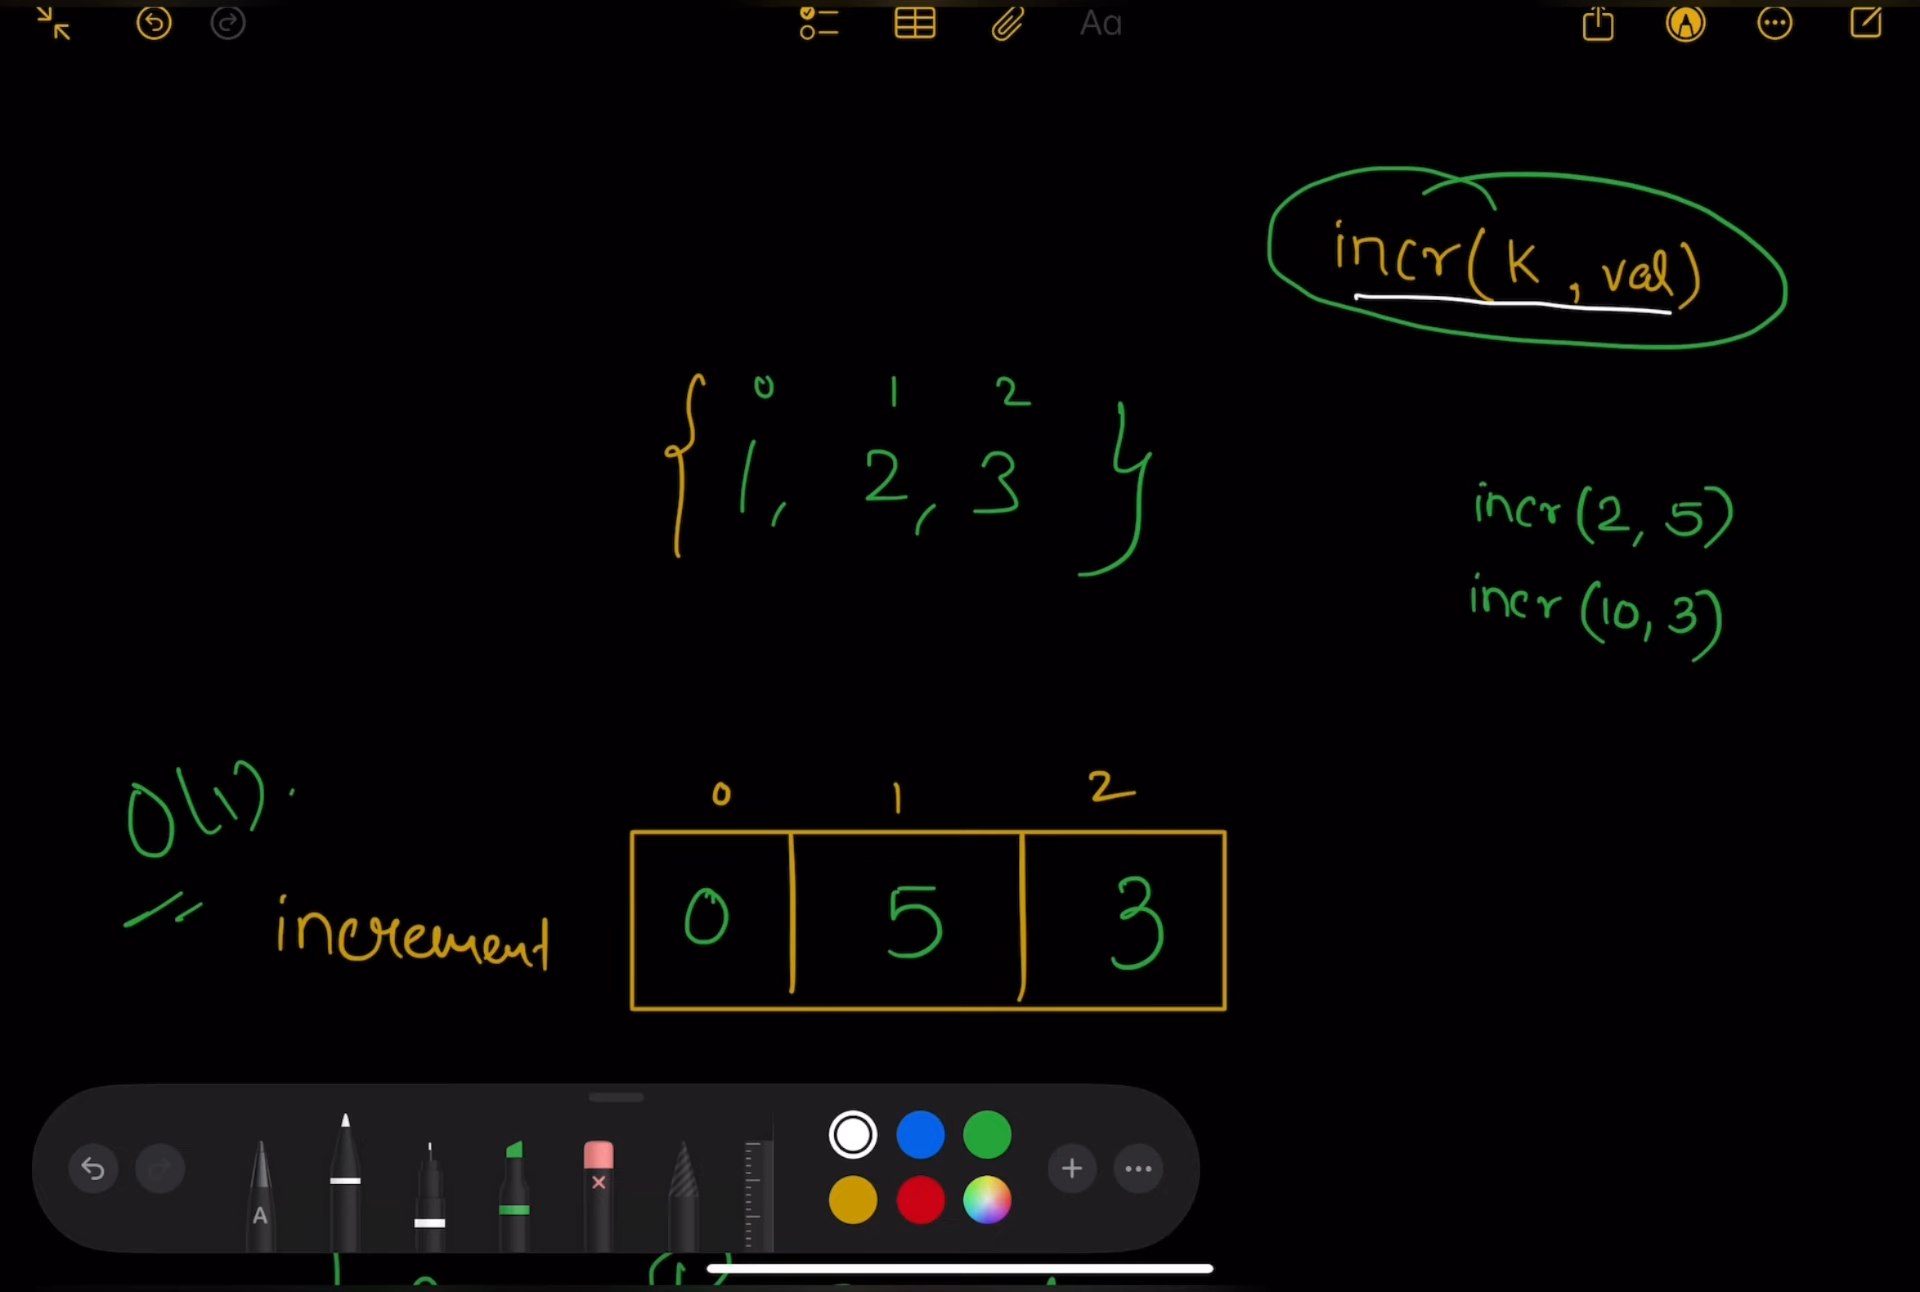 Aa
incr(K, val)
0 1 2
{1, 2, 3}
incr(2, 5)
incr(10, 3)
O(1).
0 1 2
increment
0 5 3
A